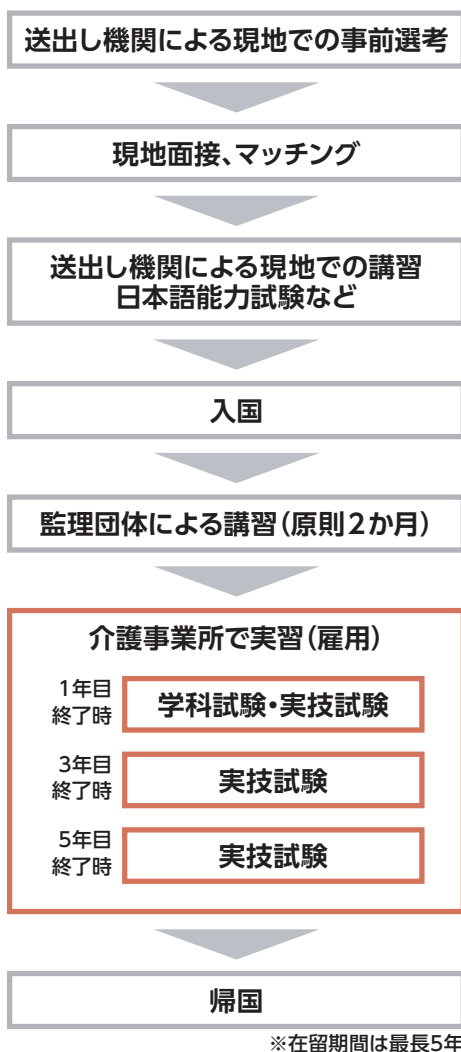 送出し機関による現地での事前選考
現地面接、マッチング
送出し機関による現地での講習
日本語能力試験など
入国
監理団体による講習(原則2か月)
介護事業所で実習(雇用)
1年目
終了時
学科試験・実技試験
3年目
終了時
実技試験
5年目
終了時
実技試験
帰国
※在留期間は最長5年